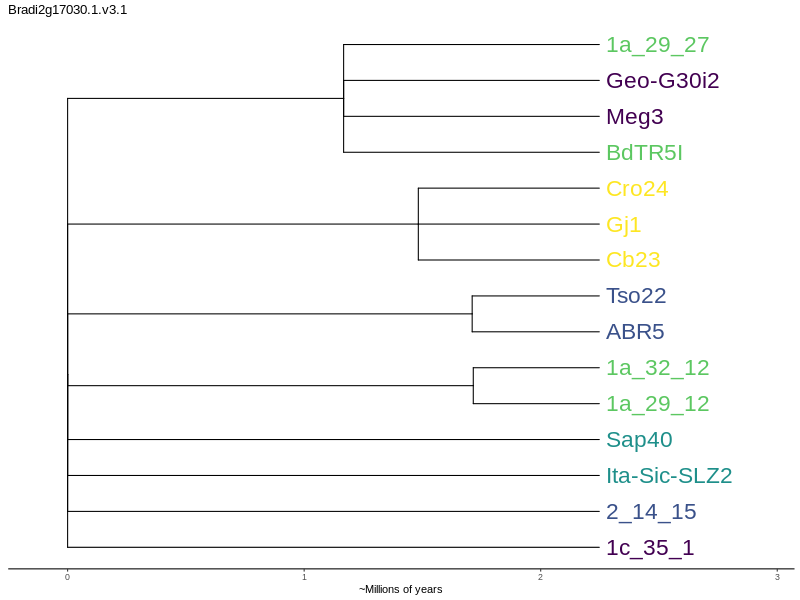 Bradi2g17030.1.v3.1
1a_29_27
Geo-G30i2
Meg3
BdTR5I
Cro24
Gj1
Cb23
Tso22
ABR5
1a_32_12
1a_29_12
Sap40
Ita-Sic-SLZ2
2_14_15
1c_35_1
0 1 2 3
~Millions of years